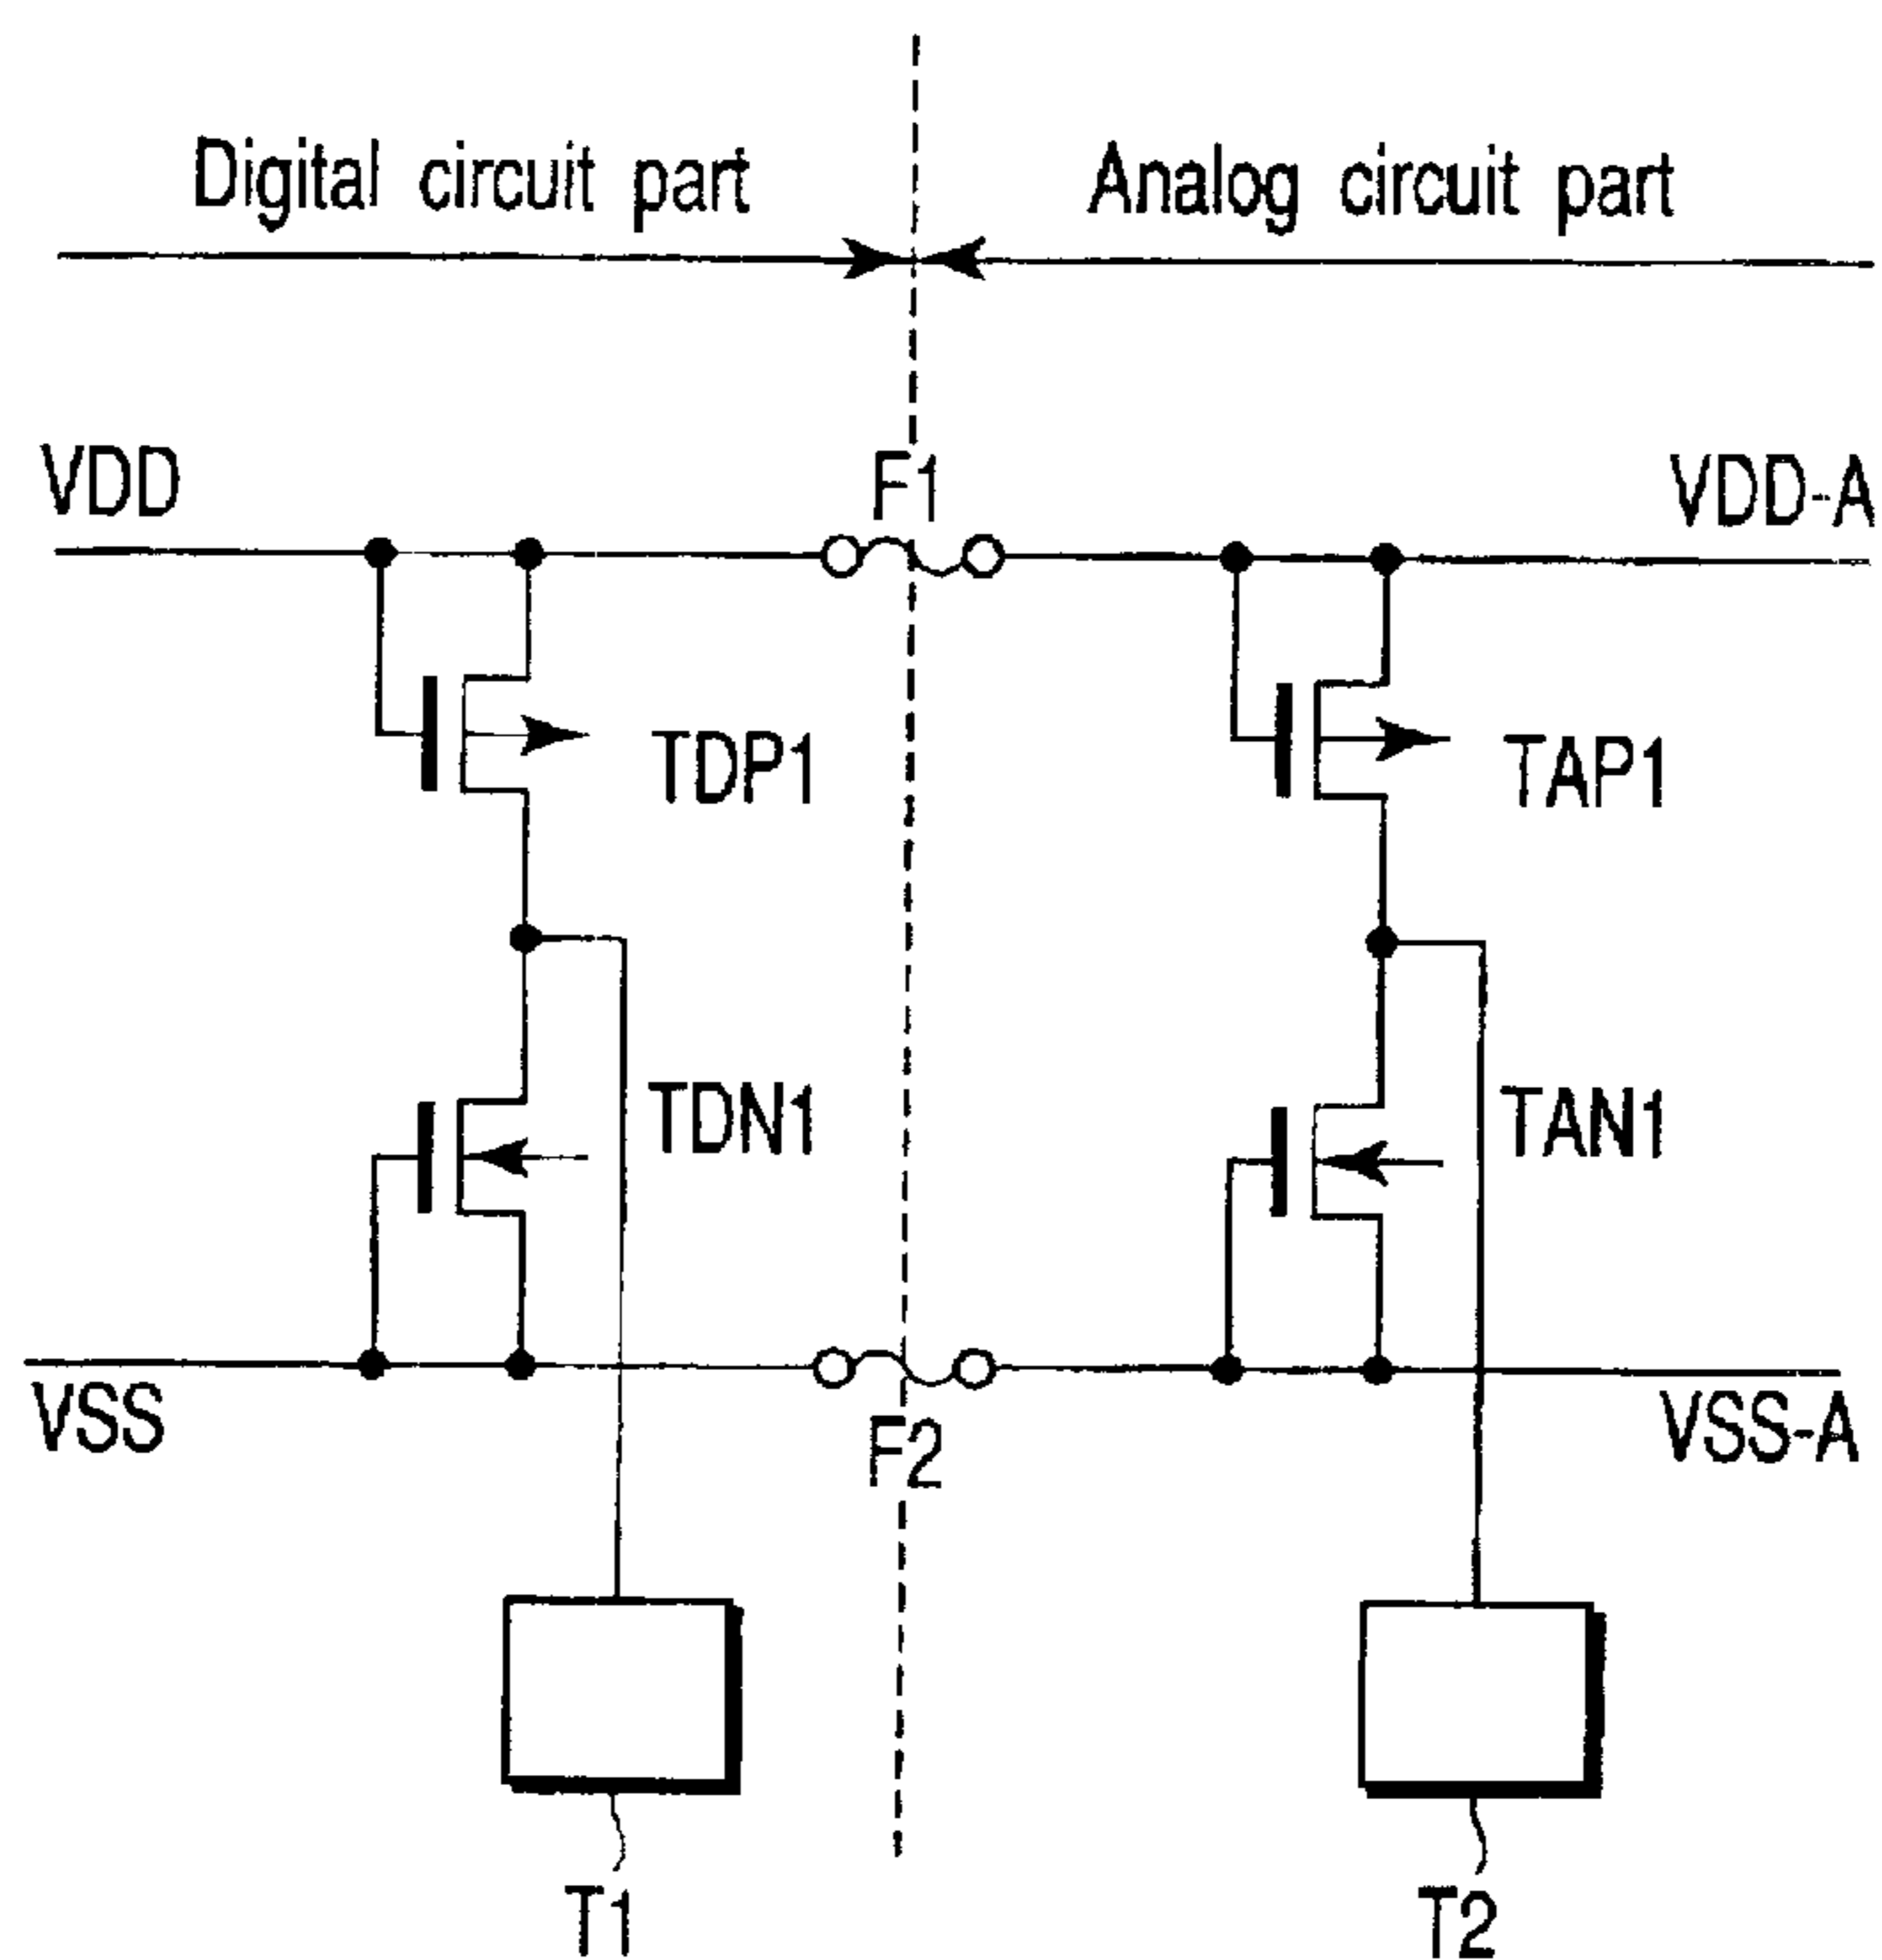 Digital circuit part
Analog circuit part
VDD
F1
VDD-A
TDP1
TAP1
TDN1
TAN1
VSS
F2
VSS-A
T1
T2